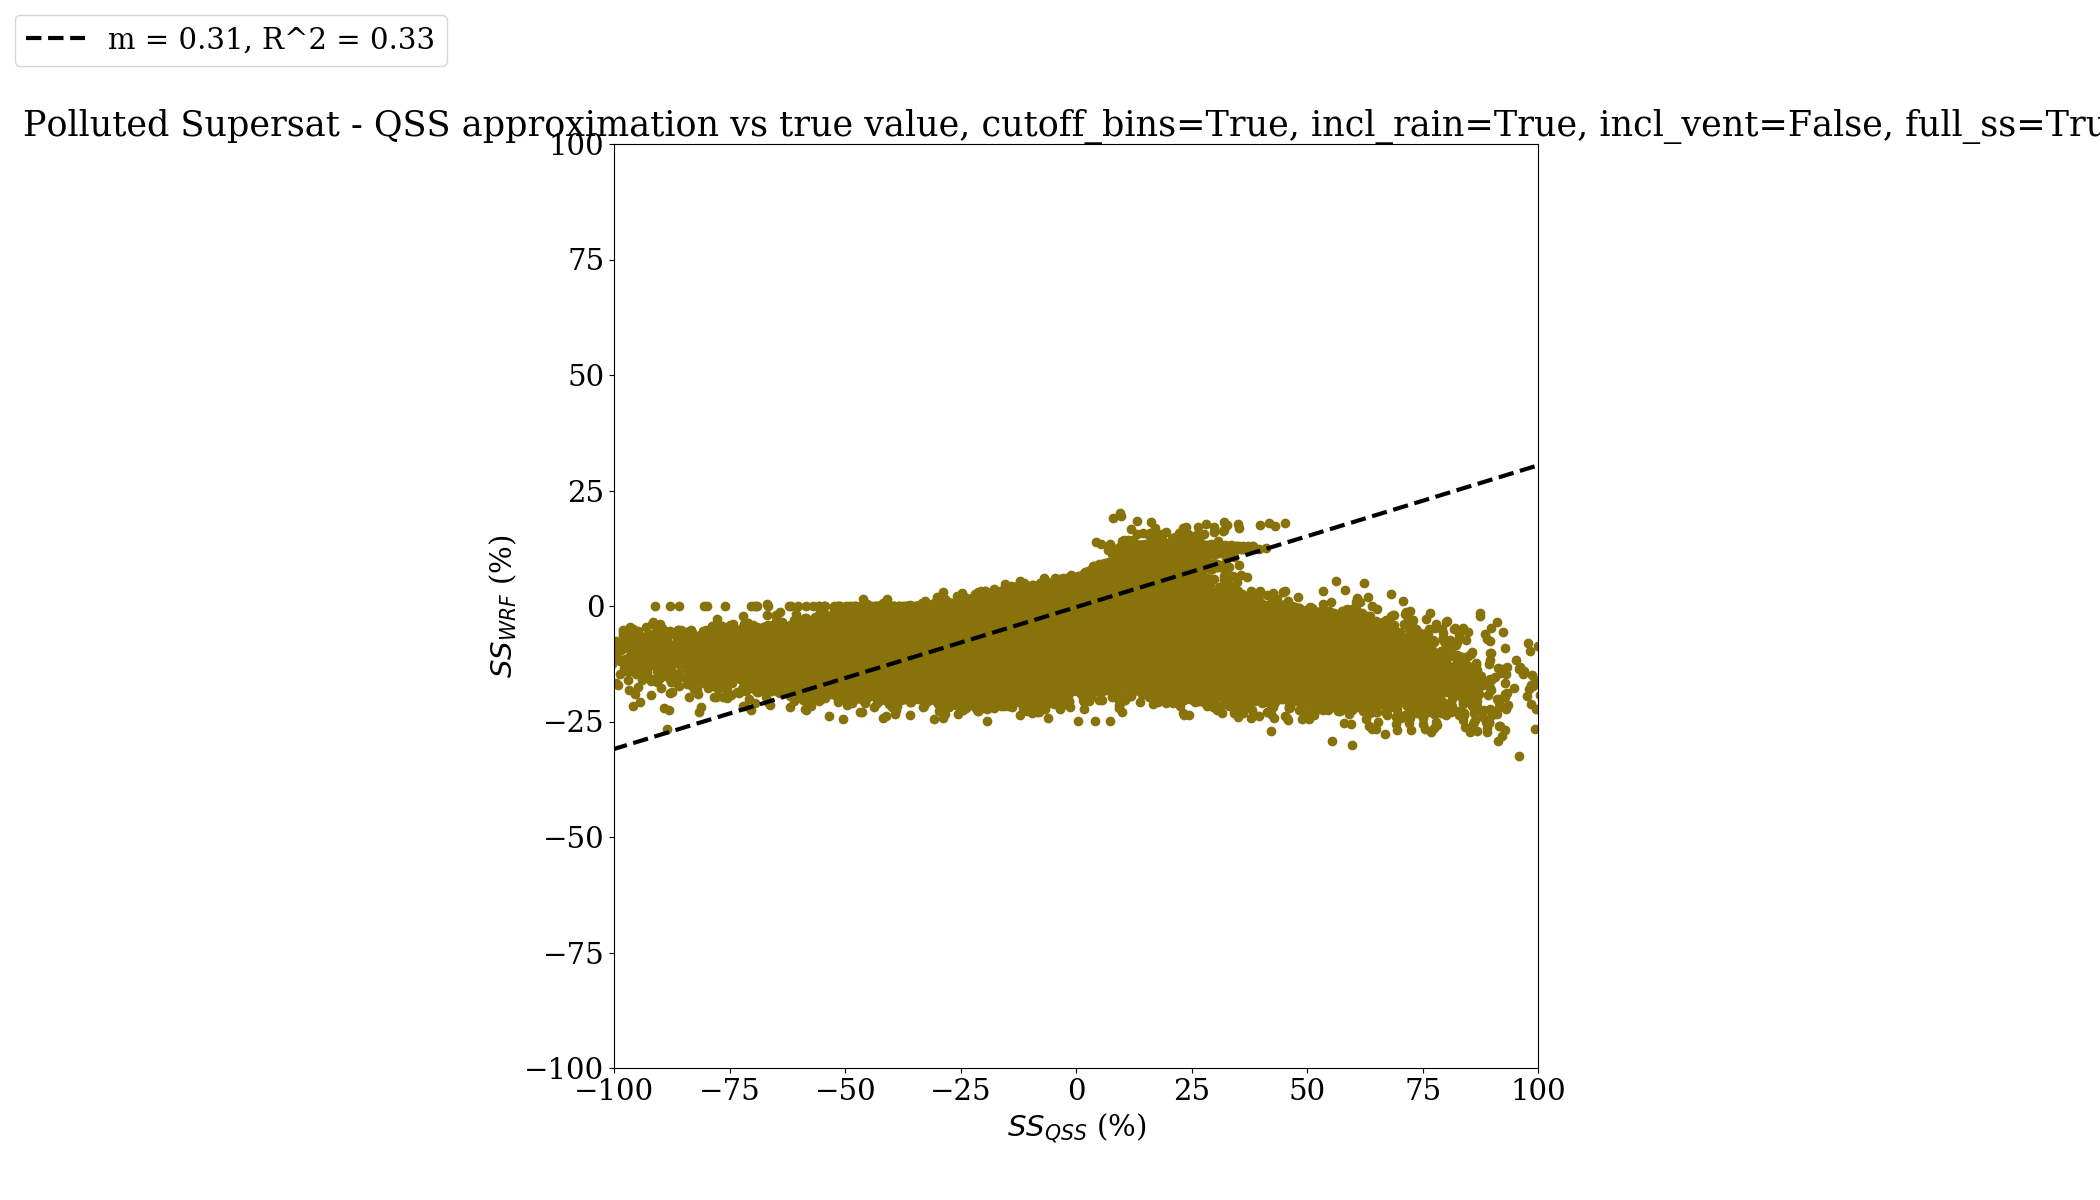 m = 0.31, R^2 = 0.33
Polluted Supersat - QSS approximation vs true value, cutoff_bins=True, incl_rain=True, incl_vent=False, full_ss=Tru
100
75
50
25
0
−25
−50
−75
−100
SS_WRF (%)
−100 −75 −50 −25 0 25 50 75 100
SS_QSS (%)